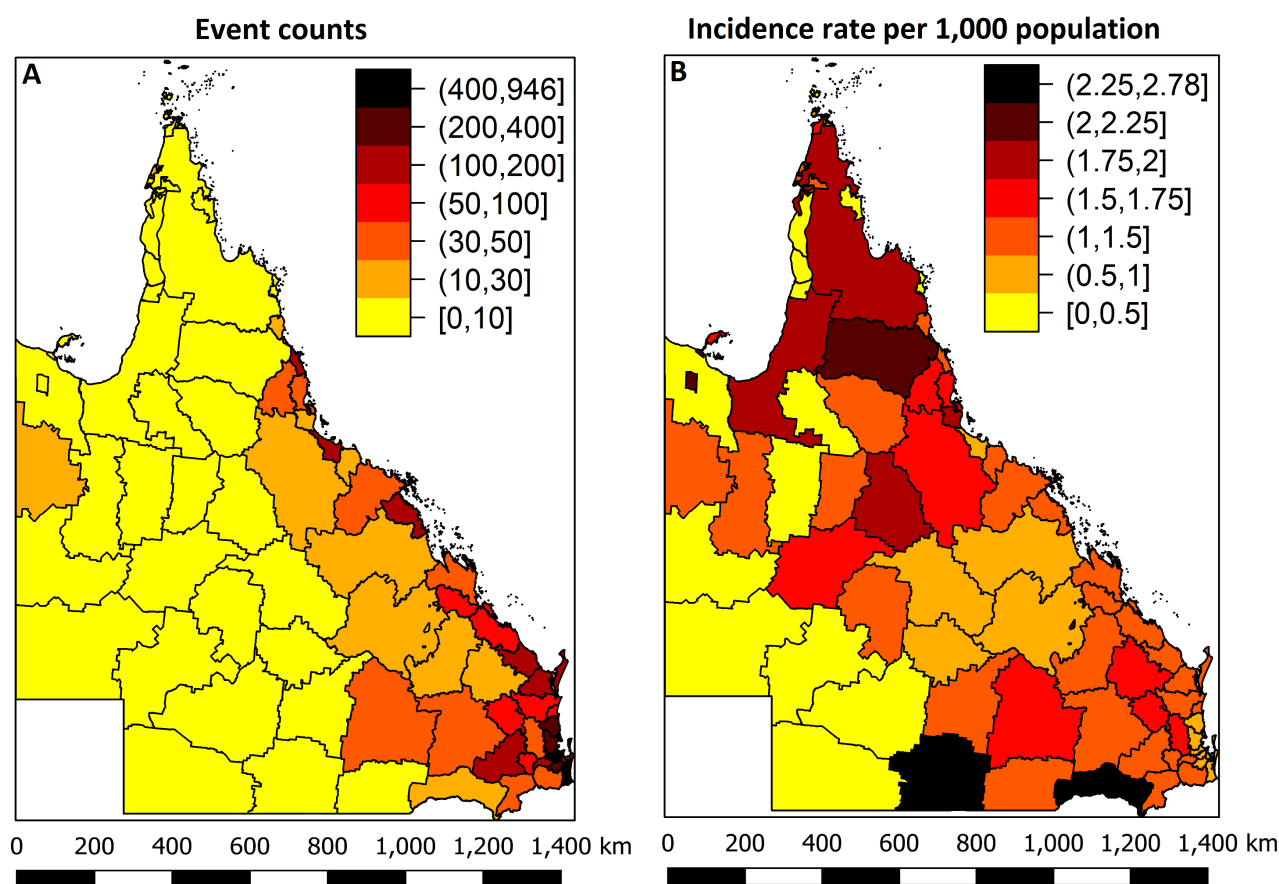 Event counts
A
(400,946]
(200,400]
(100,200]
(50,100]
(30,50]
(10,30]
[0,10]
0 200 400 600 800 1,000 1,200 1,400 km
Incidence rate per 1,000 population
B
(2.25,2.78]
(2,2.25]
(1.75,2]
(1.5,1.75]
(1,1.5]
(0.5,1]
[0,0.5]
0 200 400 600 800 1,000 1,200 1,400 km